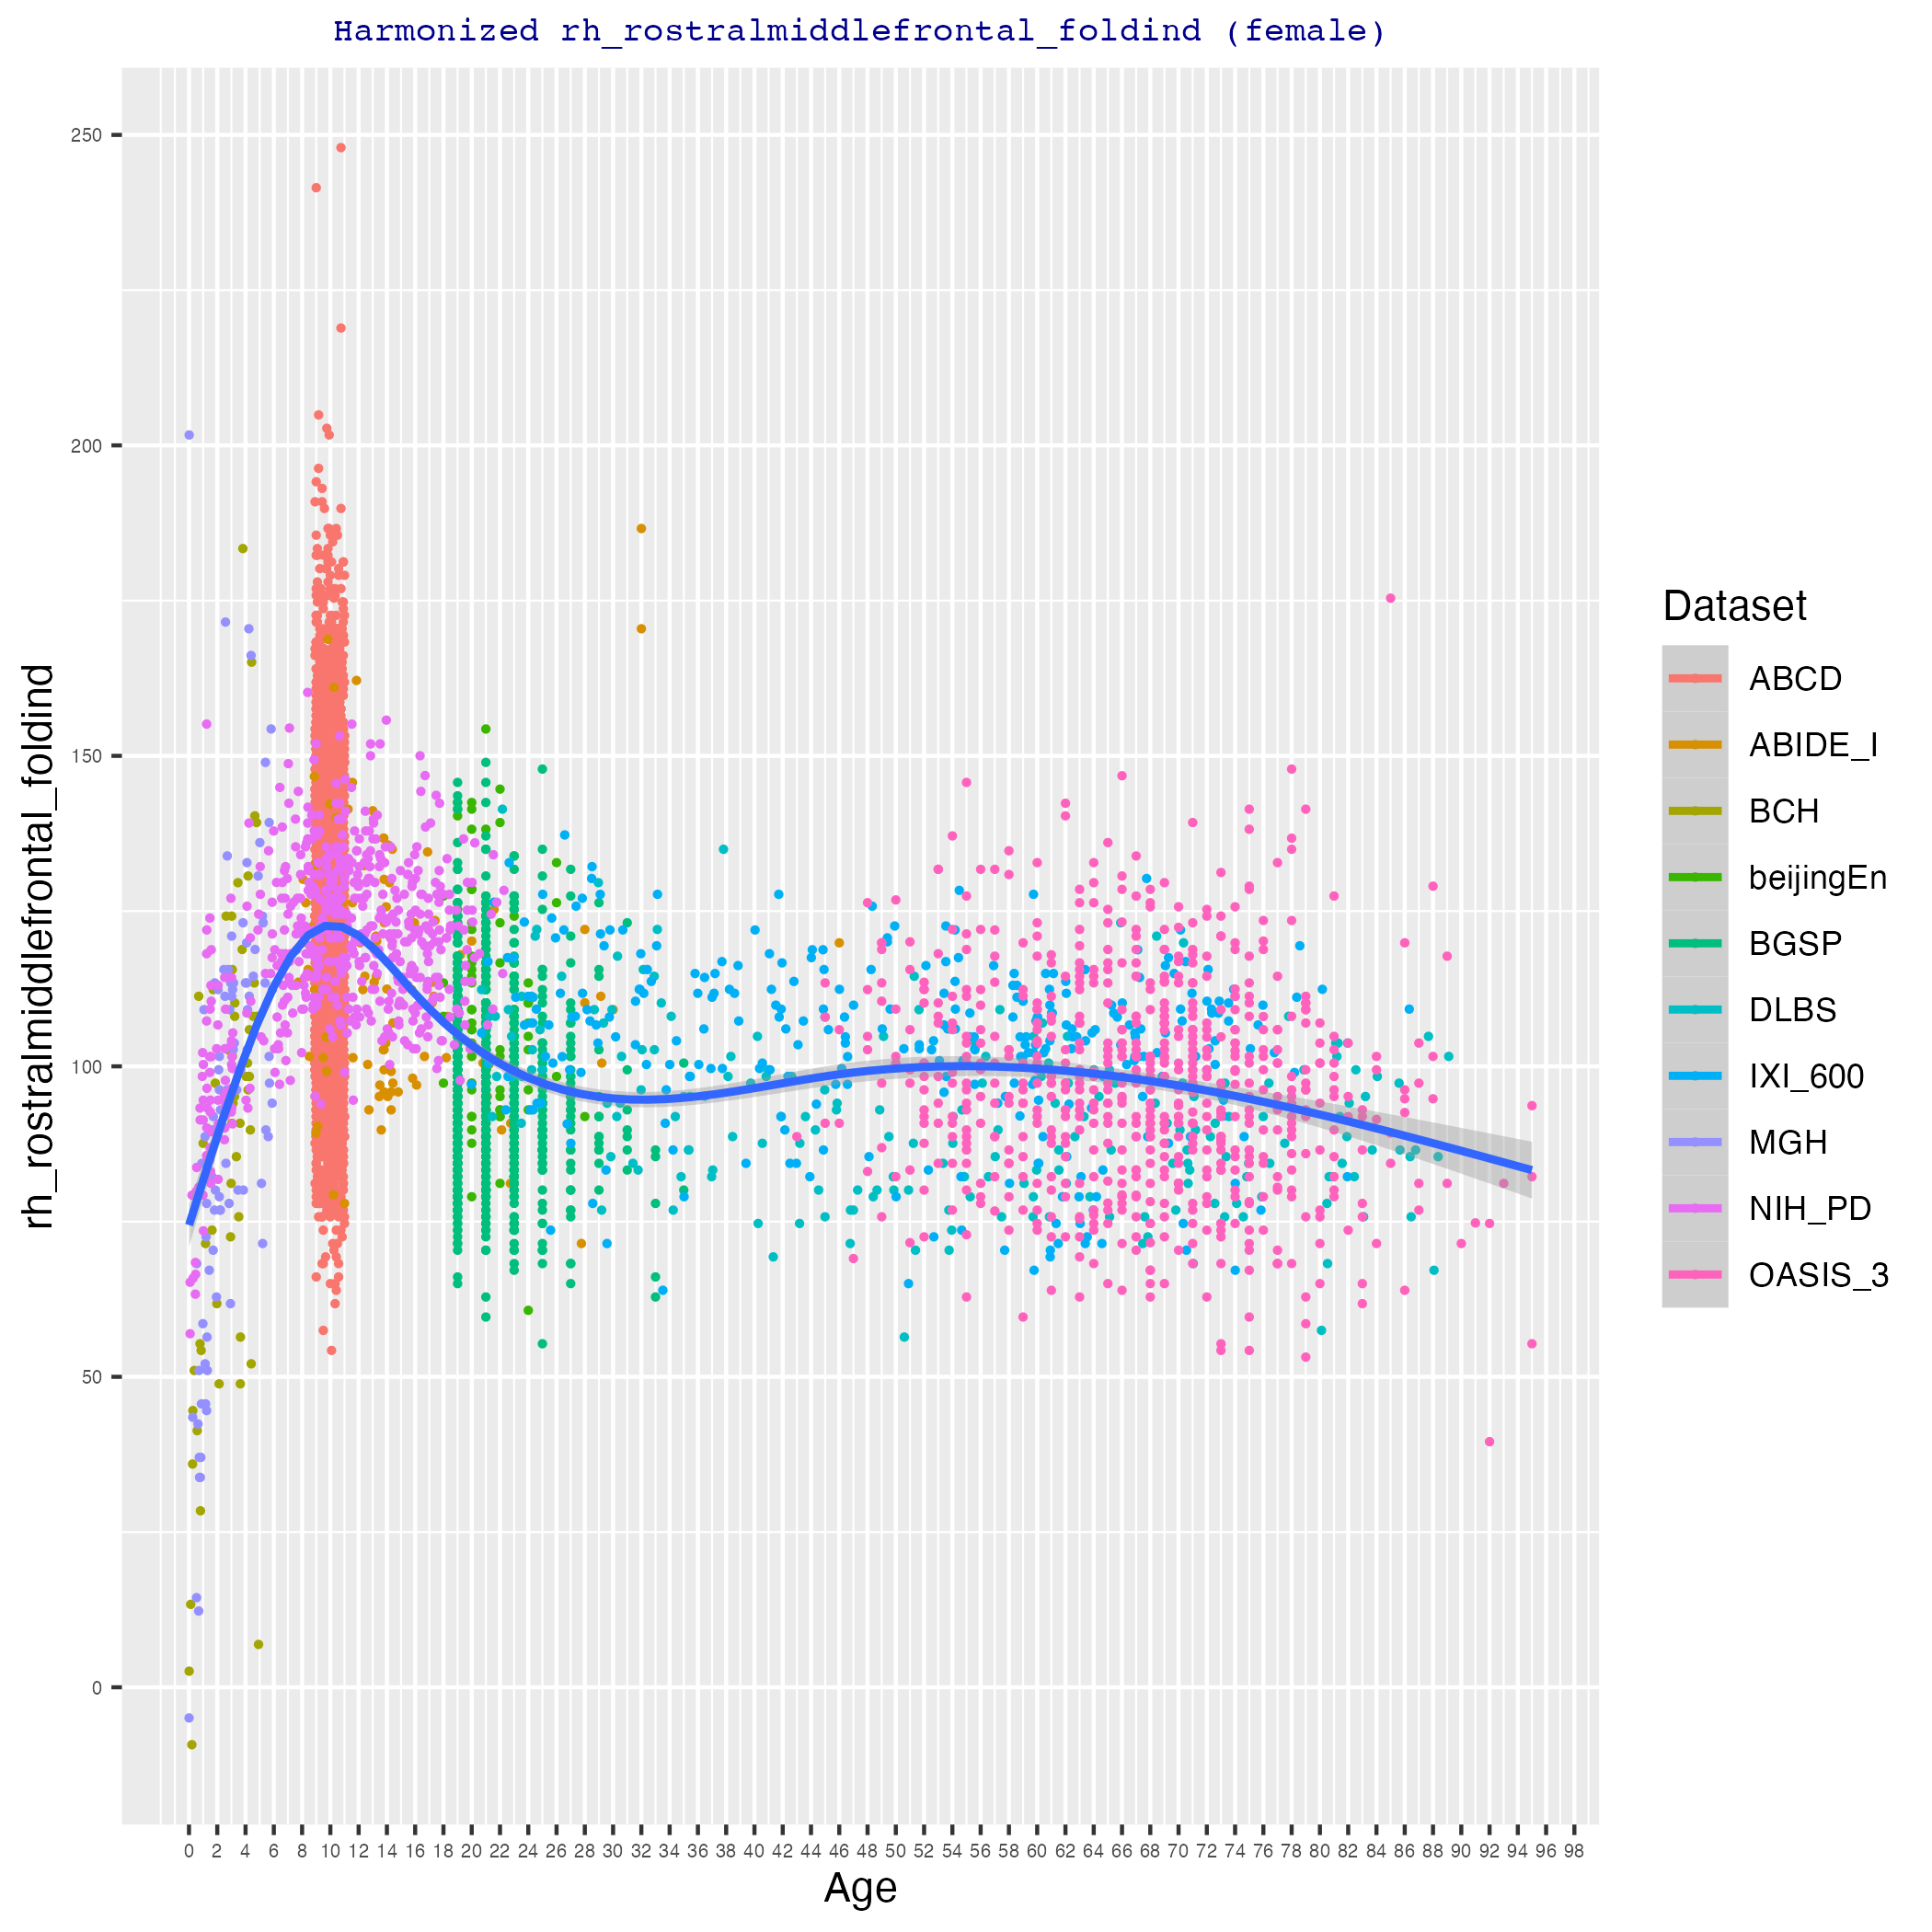 Harmonized rh_rostralmiddlefrontal_foldind (female)
rh_rostralmiddlefrontal_foldind
250
200
150
100
50
0
0 2 4 6 8 10 12 14 16 18 20 22 24 26 28 30 32 34 36 38 40 42 44 46 48 50 52 54 56 58 60 62 64 66 68 70 72 74 76 78 80 82 84 86 88 90 92 94 96 98
Age
Dataset
ABCD
ABIDE_I
BCH
beijingEn
BGSP
DLBS
IXI_600
MGH
NIH_PD
OASIS_3